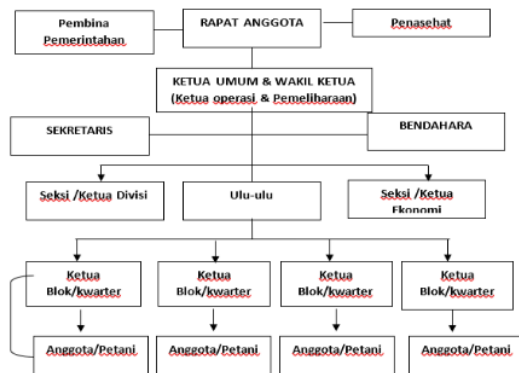 Pembina
Pemerintahan
RAPAT ANGGOTA
Penasehat
KETUA UMUM & WAKIL KETUA
(Ketua operasi & Pemeliharaan)
SEKRETARIS
BENDAHARA
Seksi /Ketua Divisi
Ulu-ulu
Seksi /Ketua
Ekonomi
Ketua
Blok/kwarter
Ketua
Blok/kwarter
Ketua
Blok/kwarter
Ketua
Blok/kwarter
Anggota/Petani
Anggota/Petani
Anggota/Petani
Anggota/Petani